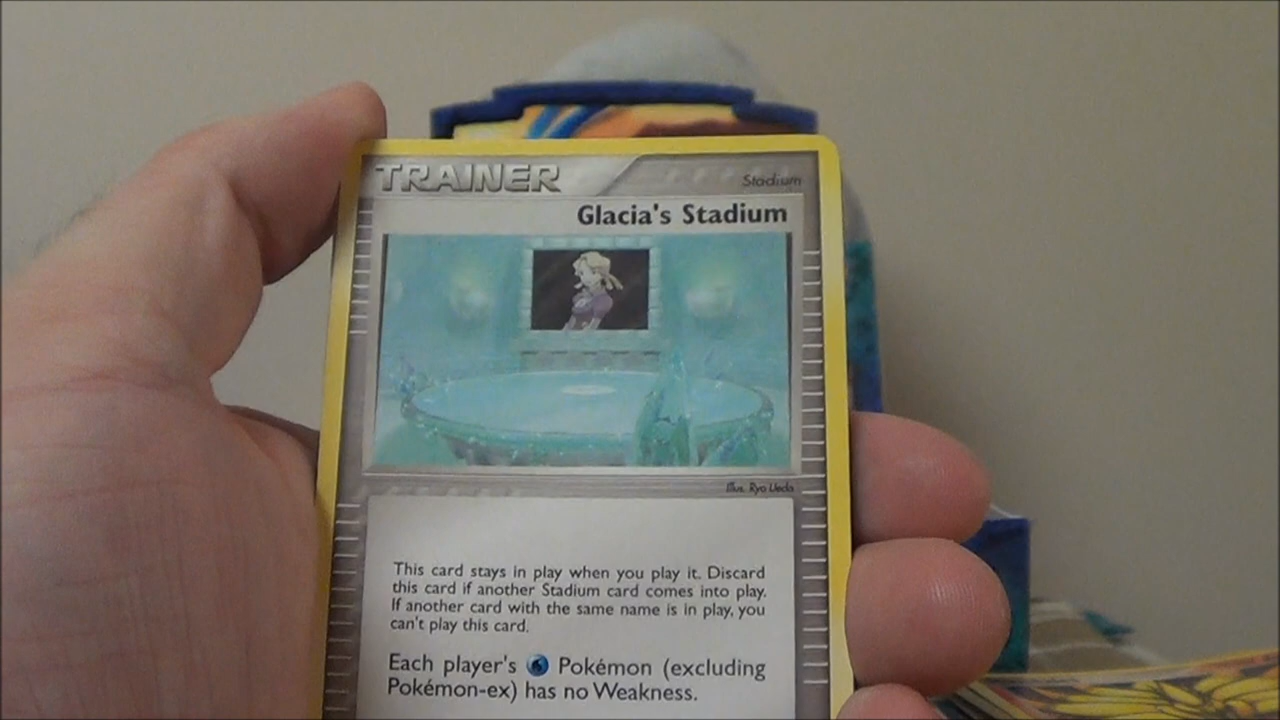 TRAINER
Stadium
Glacia's Stadium
Illus. Ryo Ueda
This card stays in play when you play it. Discard
this card if another Stadium card comes into play.
If another card with the same name is in play, you
can't play this card.
Each player's Pokémon (excluding
Pokémon-ex) has no Weakness.